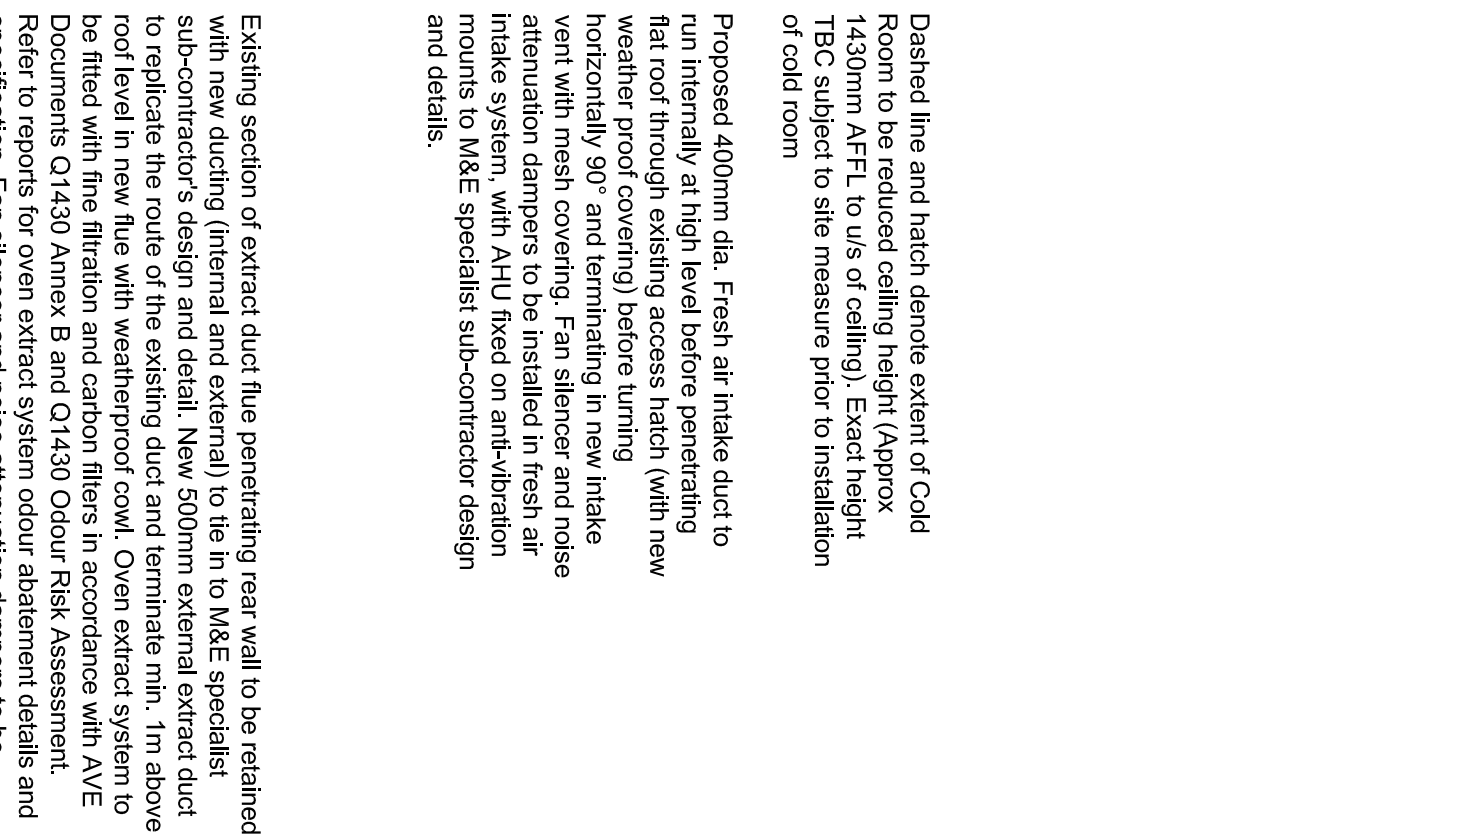 Dashed line and hatch denote extent of Cold
Room to be reduced ceiling height (Approx
1430mm AFFL to u/s of ceiling). Exact height
TBC subject to site measure prior to installation
of cold room
Proposed 400mm dia. Fresh air intake duct to
run internally at high level before penetrating
flat roof through existing access hatch (with new
weather proof covering) before turning
horizontally 90° and terminating in new intake
vent with mesh covering. Fan silencer and noise
attenuation dampers to be installed in fresh air
intake system, with AHU fixed on anti-vibration
mounts to M&E specialist sub-contractor design
and details.
Existing section of extract duct flue penetrating rear wall to be retained
with new ducting (internal and external) to tie in to M&E specialist
sub-contractor's design and detail. New 500mm external extract duct
to replicate the route of the existing duct and terminate min. 1m above
roof level in new flue with weatherproof cowl. Oven extract system to
be fitted with fine filtration and carbon filters in accordance with AVE
Documents Q1430 Annex B and Q1430 Odour Risk Assessment.
Refer to reports for oven extract system odour abatement details and